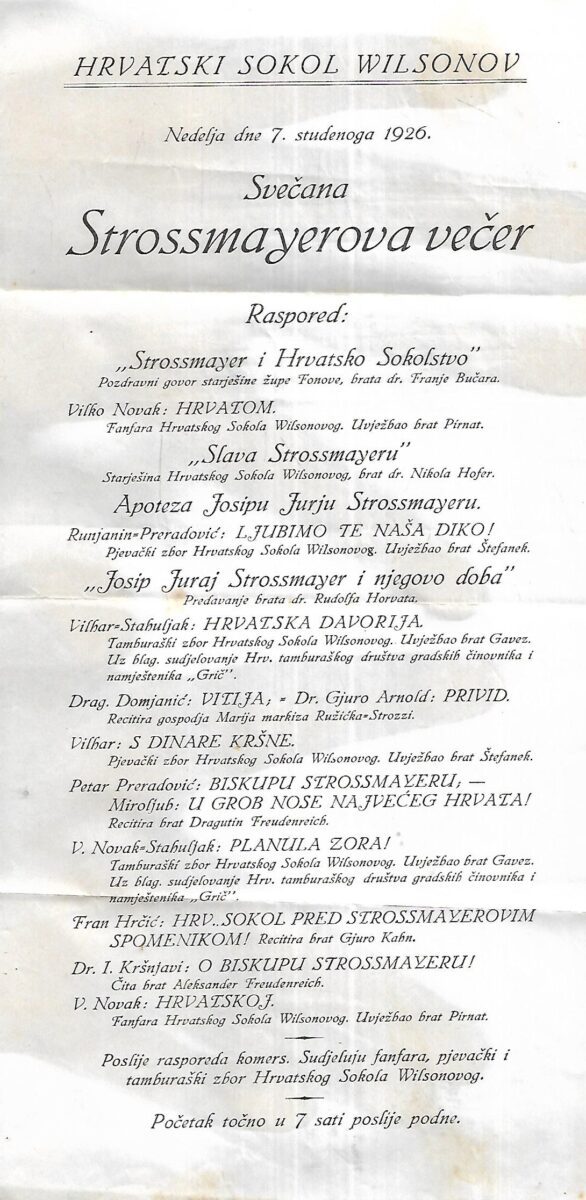 HRVATSKI SOKOL WILSONOV
Nedelja dne 7. studenoga 1926.
Svečana
Strossmayerova večer
Raspored:
„Strossmayer i Hrvatsko Sokolstvo”
Pozdravni govor starješine župe Fonove, brata dr. Franje Bučara.
Vilko Novak: HRVATOM.
Fanfara Hrvatskog Sokola Wilsonovog. Uvježbao brat Pirnat.
„Slava Strossmayeru”
Starješina Hrvatskog Sokola Wilsonovog, brat dr. Nikola Hofer.
Apoteza Josipu Jurju Strossmayeru.
Runjanin=Preradović: LJUBIMO TE NAŠA DIKO!
Pjevački zbor Hrvatskog Sokola Wilsonovog. Uvježbao brat Štefanek.
„Josip Juraj Strossmayer i njegovo doba”
Predavanje brata dr. Rudolfa Horvata.
Vilhar=Stahuljak: HRVATSKA DAVORIJA.
Tamburaški zbor Hrvatskog Sokola Wilsonovog. Uvježbao brat Gavez.
Uz blag. sudjelovanje Hrv. tamburaškog društva gradskih činovnika i
namještenika „Grič”.
Drag. Domjanić: VITIJA; = Dr. Gjuro Arnold: PRIVID.
Recitira gospodja Marija markiza Ružička=Strozzi.
Vilhar: S DINARE KRŠNE.
Pjevački zbor Hrvatskog Sokola Wilsonovog. Uvježbao brat Štefanek.
Petar Preradović: BISKUPU STROSSMAYERU; —
Miroljub: U GROB NOSE NAJVEĆEG HRVATA!
Recitira brat Dragutin Freudenreich.
V. Novak=Stahuljak: PLANULA ZORA!
Tamburaški zbor Hrvatskog Sokola Wilsonovog. Uvježbao brat Gavez.
Uz blag. sudjelovanje Hrv. tamburaškog društva gradskih činovnika i
namještenika „Grič”.
Fran Hrčić: HRV.. SOKOL PRED STROSSMAYEROVIM
SPOMENIKOM! Recitira brat Gjuro Kahn.
Dr. I. Kršnjavi: O BISKUPU STROSSMAYERU!
Čita brat Aleksander Freudenreich.
V. Novak: HRVATSKOJ.
Fanfara Hrvatskog Sokola Wilsonovog. Uvježbao brat Pirnat.
Poslije rasporeda komers. Sudjeluju fanfara, pjevački i
tamburaški zbor Hrvatskog Sokola Wilsonovog.
Početak točno u 7 sati poslije podne.